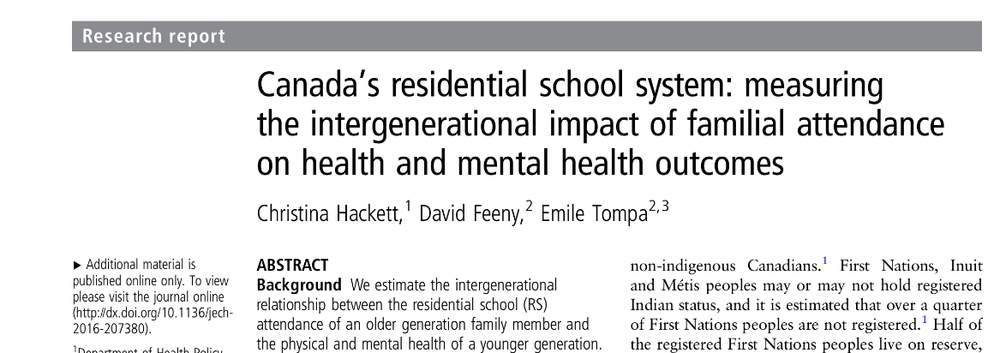 Research report
Canada's residential school system: measuring
the intergenerational impact of familial attendance
on health and mental health outcomes
Christina Hackett,1 David Feeny,2 Emile Tompa2,3
▶ Additional material is
published online only. To view
please visit the journal online
(http://dx.doi.org/10.1136/jech-
2016-207380).
1Department of Health Policy,
ABSTRACT
Background We estimate the intergenerational
relationship between the residential school (RS)
attendance of an older generation family member and
the physical and mental health of a younger generation.
non-indigenous Canadians.1 First Nations, Inuit
and Métis peoples may or may not hold registered
Indian status, and it is estimated that over a quarter
of First Nations peoples are not registered.1 Half of
the registered First Nations peoples live on reserve,